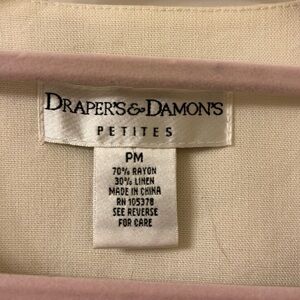 DRAPER'S & DAMON'S
PETITES
PM
70% RAYON
30% LINEN
MADE IN CHINA
RN 105378
SEE REVERSE
FOR CARE